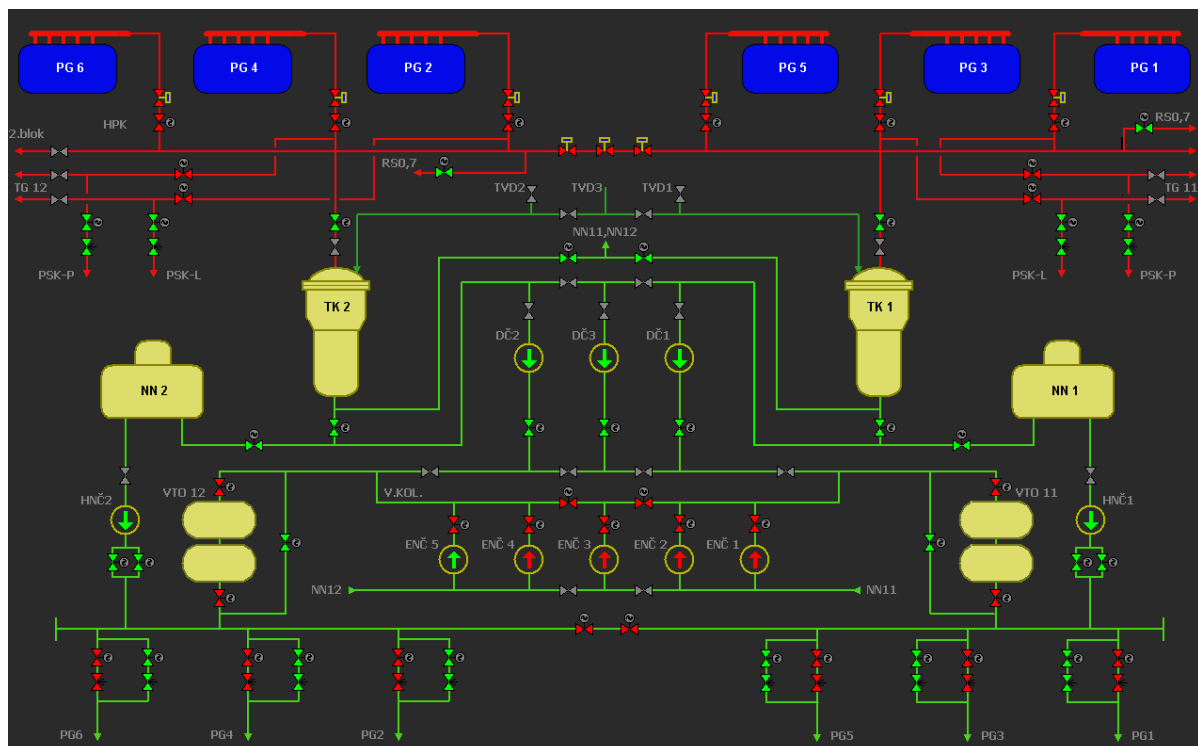 PG 6
PG 4
PG 2
PG 5
PG 3
PG 1
HPK
2.blok
RS0,7
RS0,7
TG 12
TVD2
TVD3
TVD1
TG 11
NN11,NN12
PSK-P
PSK-L
PSK-L
PSK-P
TK 2
TK 1
DČ2
DČ3
DČ1
NN 2
NN 1
VTO 12
V.KOL.
VTO 11
HNČ2
HNČ1
ENČ 5
ENČ 4
ENČ 3
ENČ 2
ENČ 1
NN12
NN11
PG6
PG4
PG2
PG5
PG3
PG1